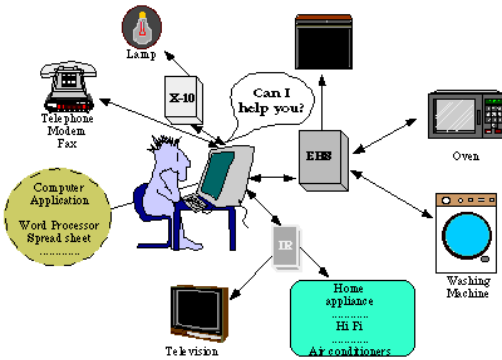 Lamp
X-10
Can I
help you?
Telephone
Modem
Fax
EHS
Oven
Computer
Application
Word Processor
Spread sheet
..............
IR
Washing
Machine
Television
Home
appliance
.............
Hi Fi
.............
Air conditioners